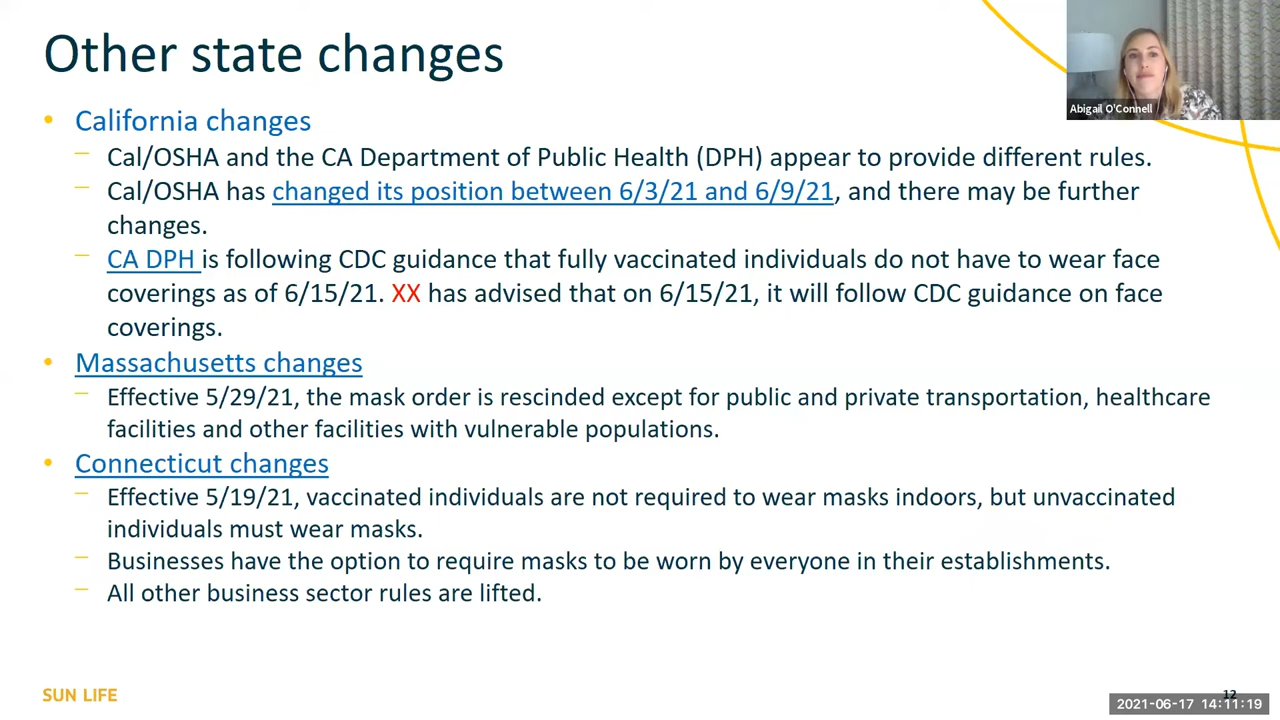 Other state changes
Abigail O'Connell
• California changes
– Cal/OSHA and the CA Department of Public Health (DPH) appear to provide different rules.
– Cal/OSHA has changed its position between 6/3/21 and 6/9/21, and there may be further
changes.
– CA DPH is following CDC guidance that fully vaccinated individuals do not have to wear face
coverings as of 6/15/21. XX has advised that on 6/15/21, it will follow CDC guidance on face
coverings.
• Massachusetts changes
– Effective 5/29/21, the mask order is rescinded except for public and private transportation, healthcare
facilities and other facilities with vulnerable populations.
• Connecticut changes
– Effective 5/19/21, vaccinated individuals are not required to wear masks indoors, but unvaccinated
individuals must wear masks.
– Businesses have the option to require masks to be worn by everyone in their establishments.
– All other business sector rules are lifted.
SUN LIFE
12
2021-06-17 14:11:19